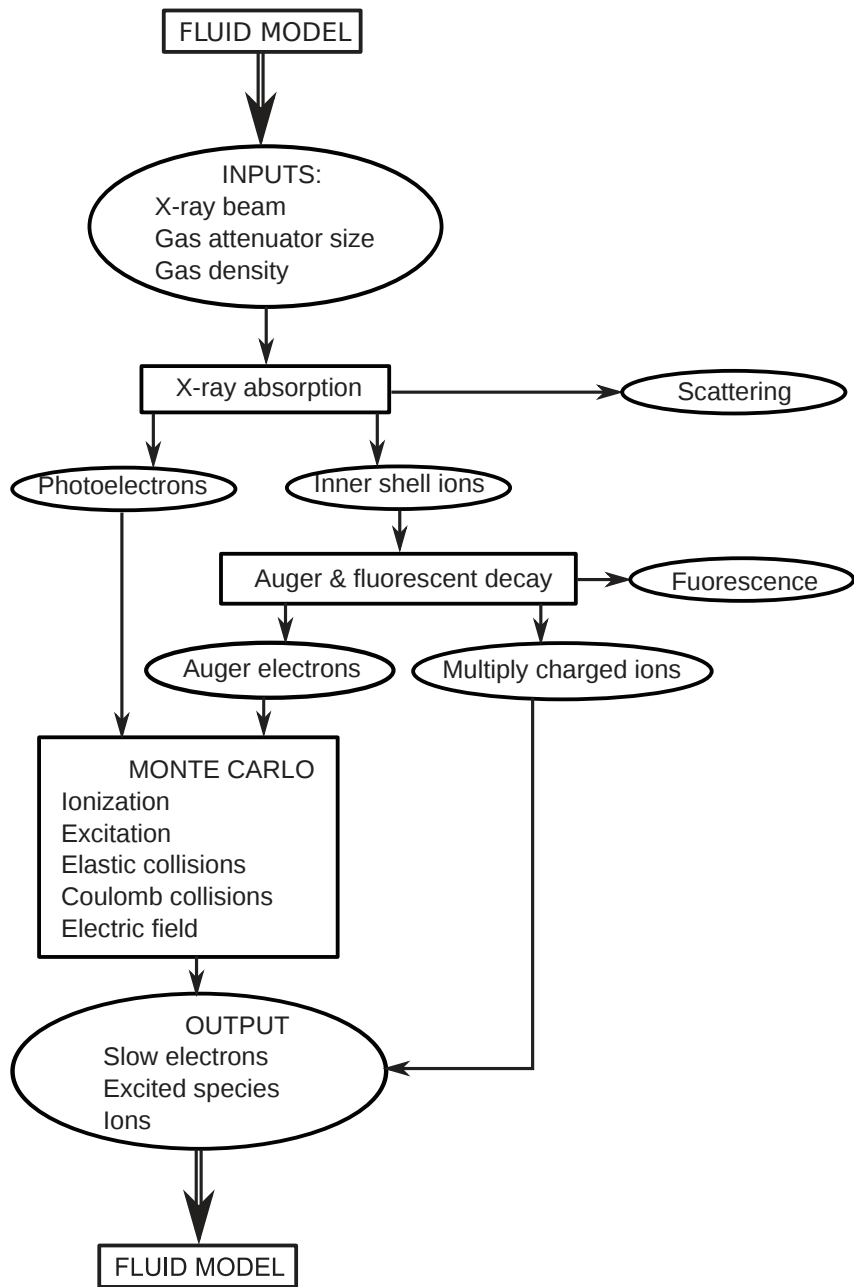 FLUID MODEL
INPUTS:
X-ray beam
Gas attenuator size
Gas density
X-ray absorption
Scattering
Photoelectrons
Inner shell ions
Auger & fluorescent decay
Fuorescence
Auger electrons
Multiply charged ions
MONTE CARLO
Ionization
Excitation
Elastic collisions
Coulomb collisions
Electric field
OUTPUT
Slow electrons
Excited species
Ions
FLUID MODEL